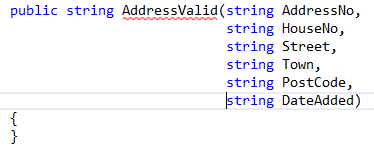 public string AddressValid(string AddressNo,
string HouseNo,
string Street,
string Town,
string PostCode,
string DateAdded)
{
}